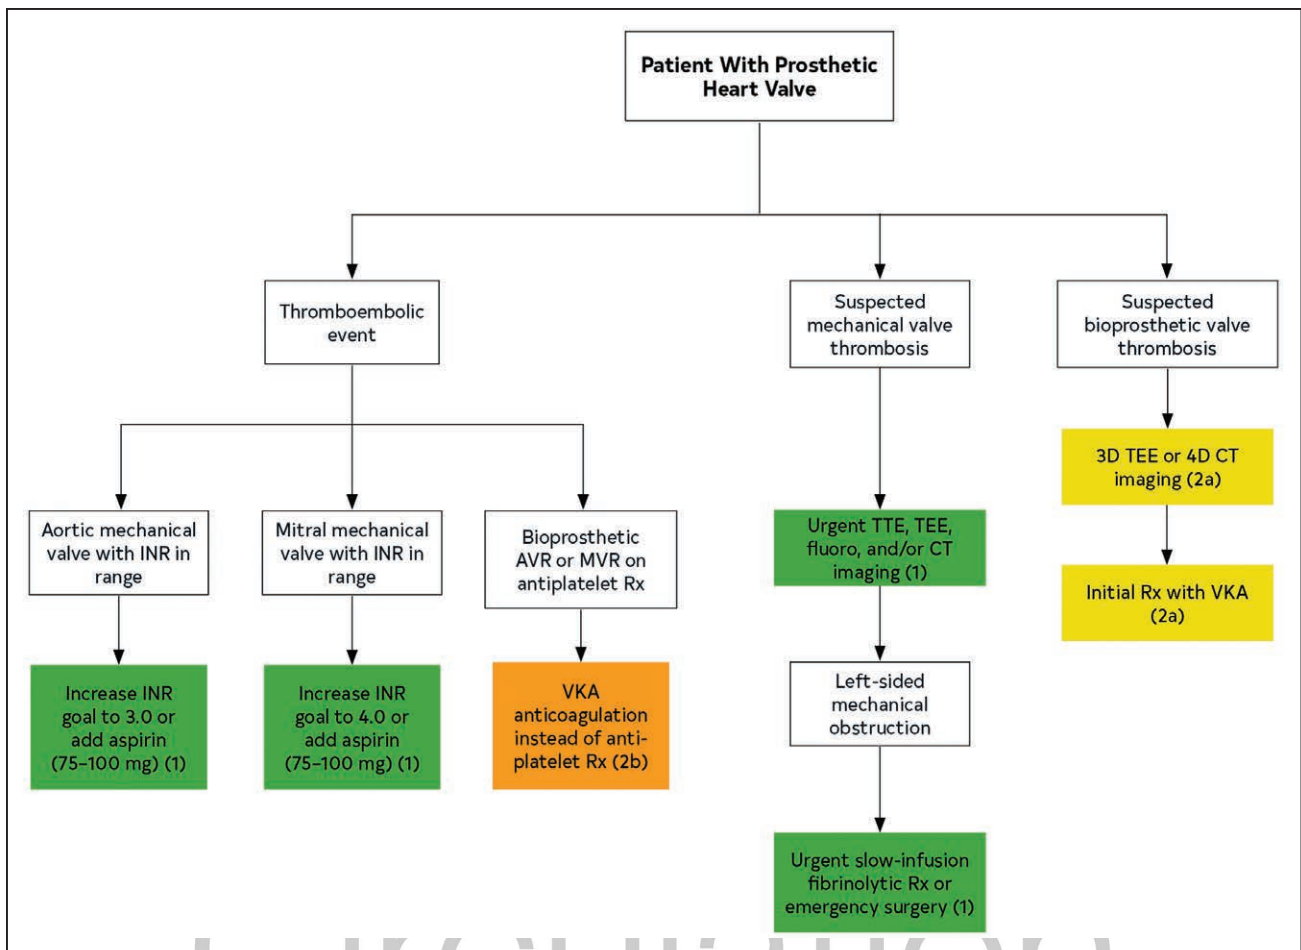 Patient With Prosthetic
Heart Valve
Thromboembolic
event
Suspected
mechanical valve
thrombosis
Suspected
bioprosthetic valve
thrombosis
3D TEE or 4D CT
imaging (2a)
Aortic mechanical
valve with INR in
range
Mitral mechanical
valve with INR in
range
Bioprosthetic
AVR or MVR on
antiplatelet Rx
Urgent TTE, TEE,
fluoro, and/or CT
imaging (1)
Initial Rx with VKA
(2a)
Increase INR
goal to 3.0 or
add aspirin
(75–100 mg) (1)
Increase INR
goal to 4.0 or
add aspirin
(75–100 mg) (1)
VKA
anticoagulation
instead of anti-
platelet Rx (2b)
Left-sided
mechanical
obstruction
Urgent slow-infusion
fibrinolytic Rx or
emergency surgery (1)